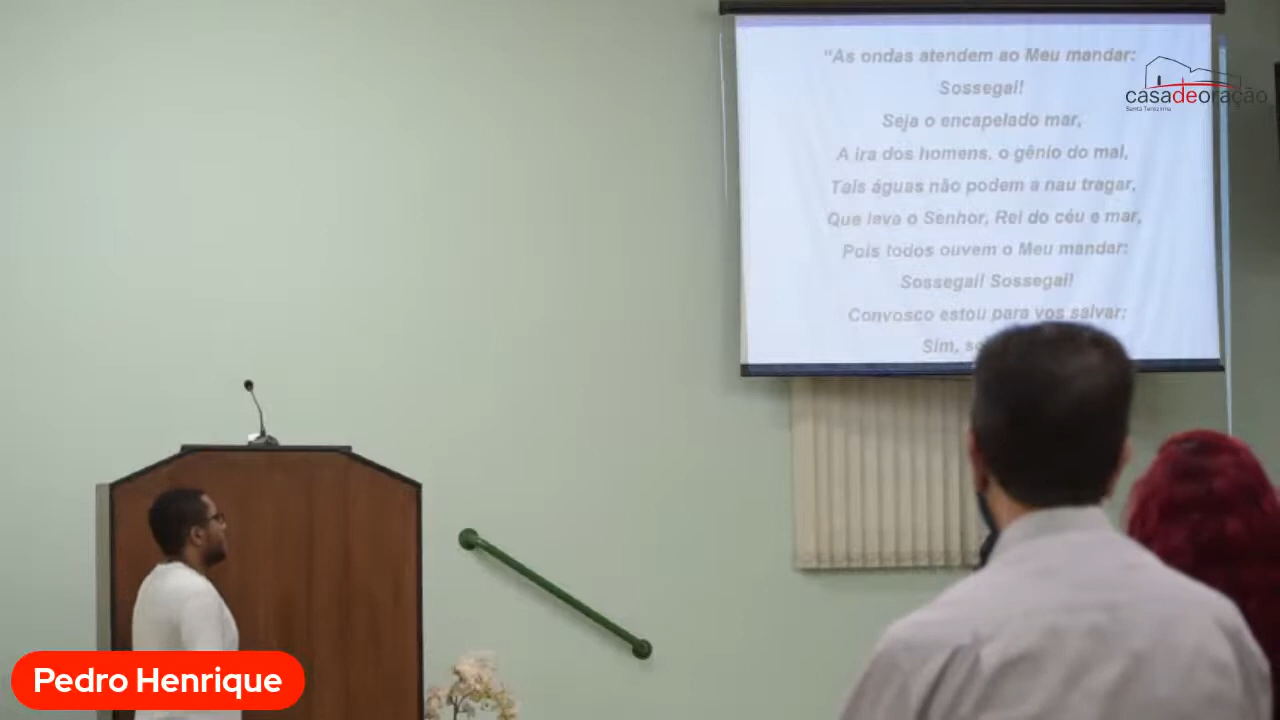 “As ondas atendem ao Meu mandar:
Sossegai!
Seja o encapelado mar,
A ira dos homens, o gênio do mal,
Tais águas não podem a nau tragar,
Que leva o Senhor, Rei do céu e mar,
Pois todos ouvem o Meu mandar:
Sossegai! Sossegai!
Convosco estou para vos salvar;
Sim,
casadeoração
Santa Terezinha
Pedro Henrique